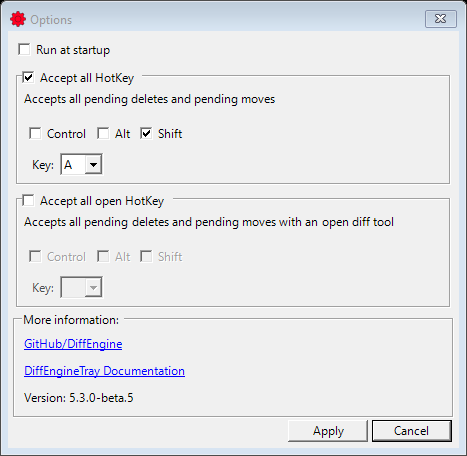 Options
Run at startup
Accept all HotKey
Accepts all pending deletes and pending moves
Control Alt Shift
Key: A
Accept all open HotKey
Accepts all pending deletes and pending moves with an open diff tool
Control Alt Shift
Key:
More information:
GitHub/DiffEngine
DiffEngineTray Documentation
Version: 5.3.0-beta.5
Apply Cancel